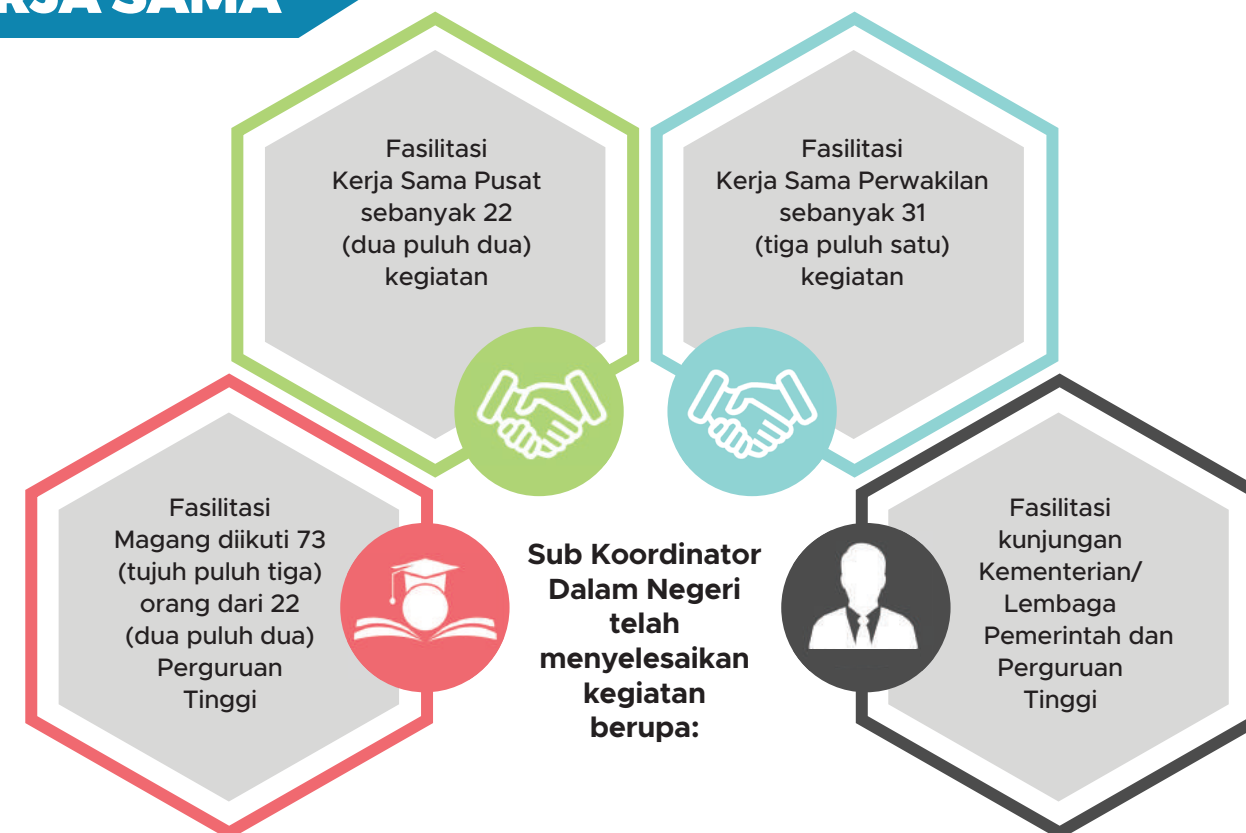 SAMA
Fasilitasi
Kerja Sama Pusat
sebanyak 22
(dua puluh dua)
kegiatan
Fasilitasi
Kerja Sama Perwakilan
sebanyak 31
(tiga puluh satu)
kegiatan
Fasilitasi
Magang diikuti 73
(tujuh puluh tiga)
orang dari 22
(dua puluh dua)
Perguruan
Tinggi
Sub Koordinator
Dalam Negeri
telah
menyelesaikan
kegiatan
berupa:
Fasilitasi
kunjungan
Kementerian/
Lembaga
Pemerintah dan
Perguruan
Tinggi